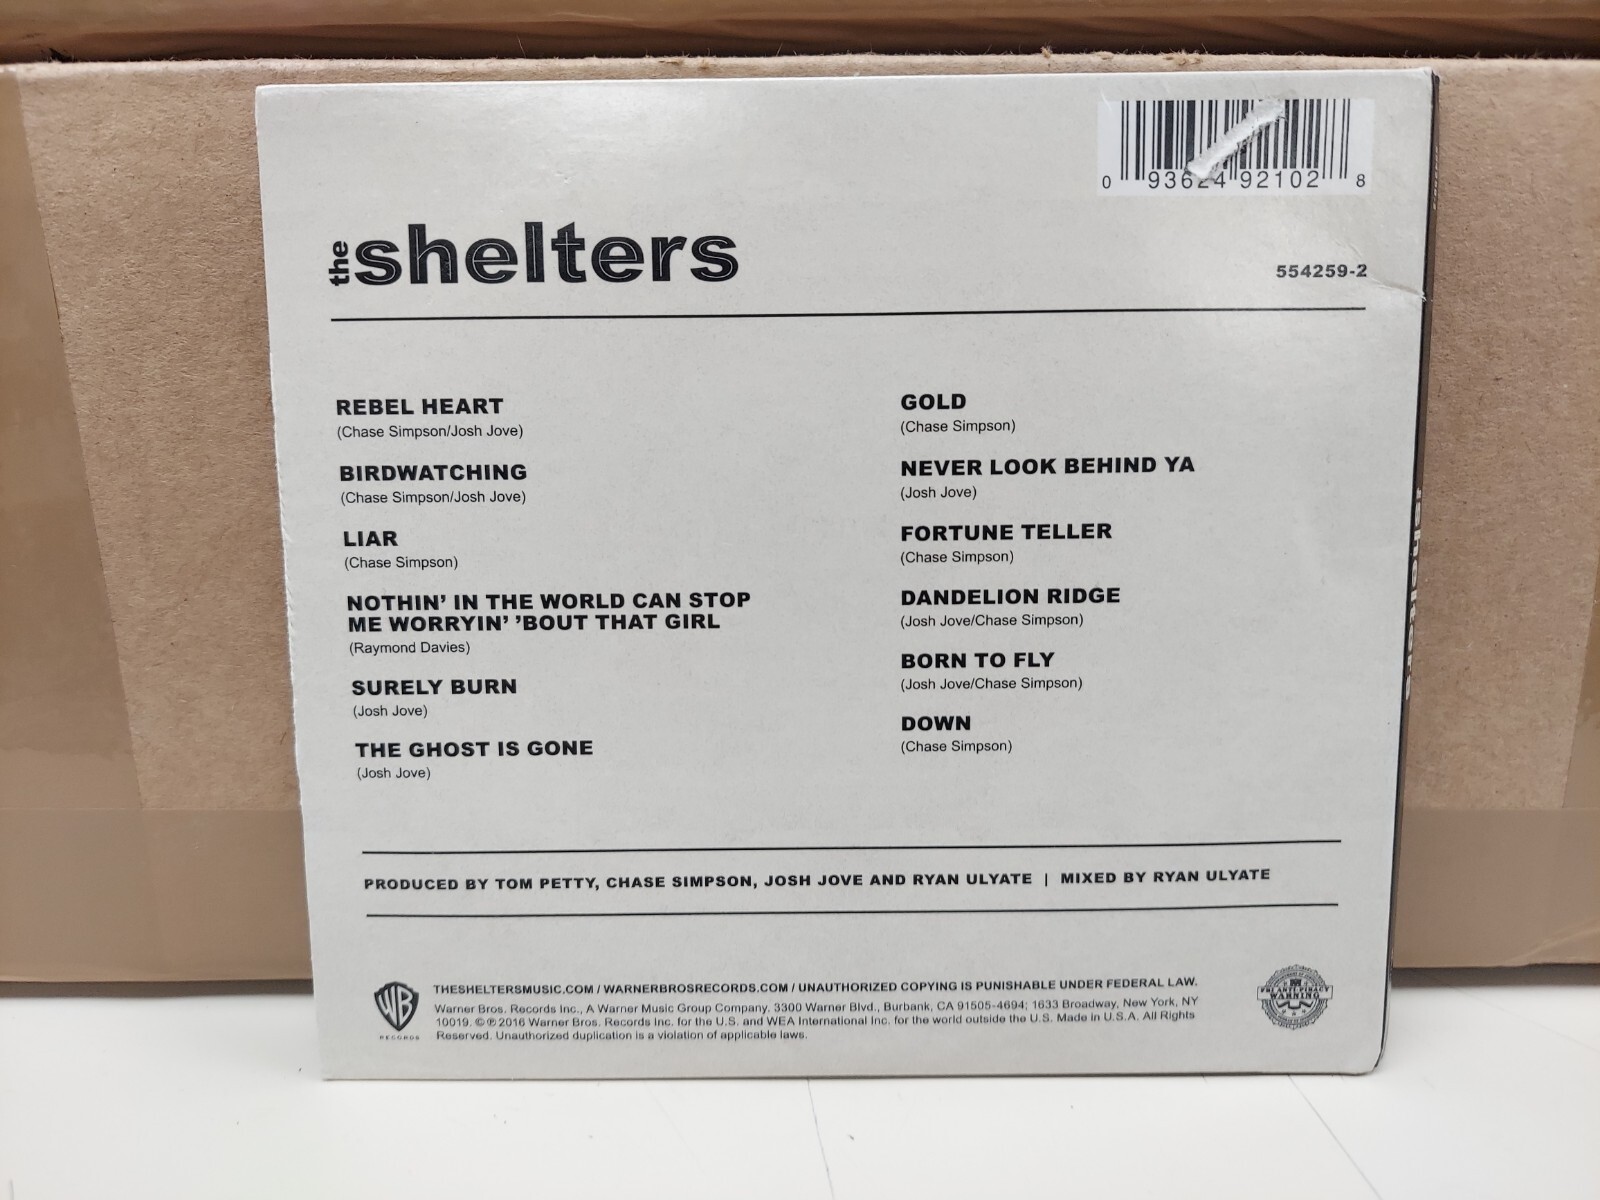 0 93624 92102 8
the shelters
554259-2
REBEL HEART
(Chase Simpson/Josh Jove)
BIRDWATCHING
(Chase Simpson/Josh Jove)
LIAR
(Chase Simpson)
NOTHIN' IN THE WORLD CAN STOP
ME WORRYIN' 'BOUT THAT GIRL
(Raymond Davies)
SURELY BURN
(Josh Jove)
THE GHOST IS GONE
(Josh Jove)
GOLD
(Chase Simpson)
NEVER LOOK BEHIND YA
(Josh Jove)
FORTUNE TELLER
(Chase Simpson)
DANDELION RIDGE
(Josh Jove/Chase Simpson)
BORN TO FLY
(Josh Jove/Chase Simpson)
DOWN
(Chase Simpson)
PRODUCED BY TOM PETTY, CHASE SIMPSON, JOSH JOVE AND RYAN ULYATE | MIXED BY RYAN ULYATE
WB
RECORDS
THESHELTERSMUSIC.COM / WARNERBROSRECORDS.COM / UNAUTHORIZED COPYING IS PUNISHABLE UNDER FEDERAL LAW.
Warner Bros. Records Inc., A Warner Music Group Company, 3300 Warner Blvd., Burbank, CA 91505-4694; 1633 Broadway, New York, NY
10019. © ℗ 2016 Warner Bros. Records Inc. for the U.S. and WEA International Inc. for the world outside the U.S. Made in U.S.A. All Rights
Reserved. Unauthorized duplication is a violation of applicable laws.
FBI ANTI-PIRACY
WARNING
the shelters